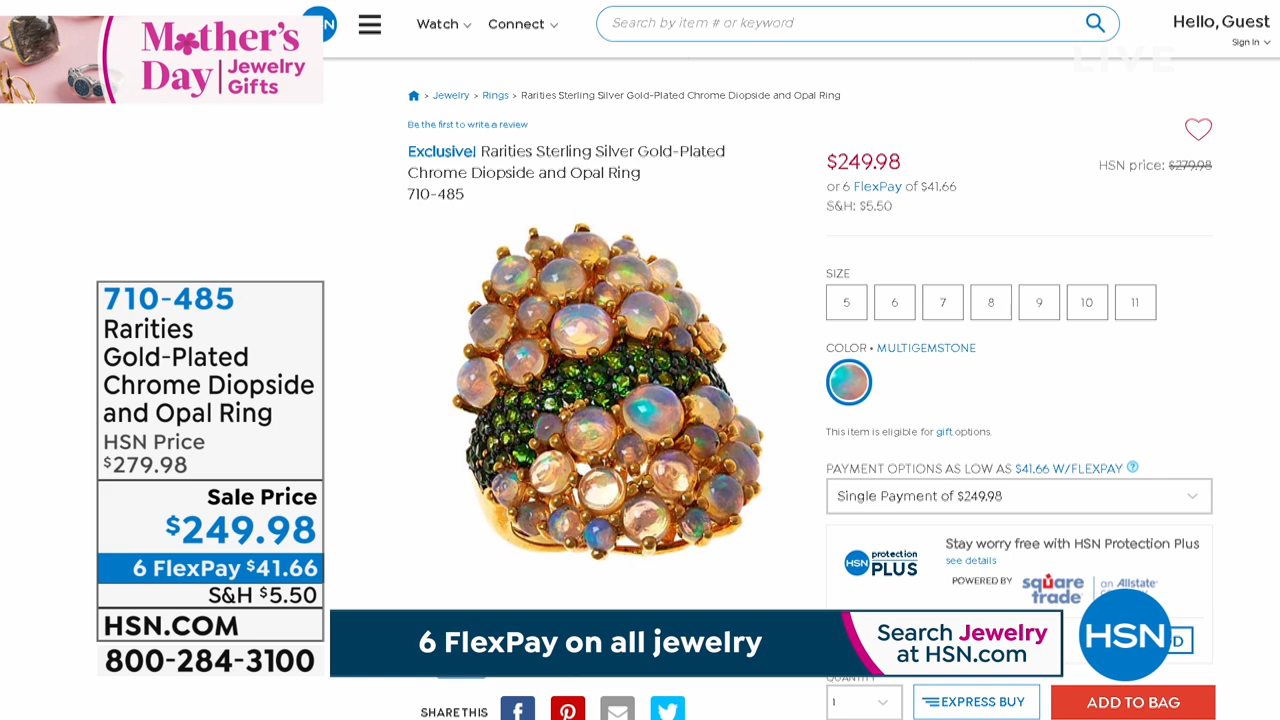 Mother's
Day | Jewelry
Gifts
Watch
Connect
Search by item # or keyword
Hello, Guest
Sign In
LIVE
> Jewelry > Rings > Rarities Sterling Silver Gold-Plated Chrome Diopside and Opal Ring
Be the first to write a review
Exclusive! Rarities Sterling Silver Gold-Plated
Chrome Diopside and Opal Ring
710-485
$249.98
HSN price: $279.98
or 6 FlexPay of $41.66
S&H: $5.50
SIZE
5 6 7 8 9 10 11
COLOR • MULTIGEMSTONE
This item is eligible for gift options.
PAYMENT OPTIONS AS LOW AS $41.66 W/FLEXPAY ?
Single Payment of $249.98
HSN protection
PLUS
Stay worry free with HSN Protection Plus
see details
POWERED BY square
trade
an Allstate
710-485
Rarities
Gold-Plated
Chrome Diopside
and Opal Ring
HSN Price
$279.98
Sale Price
$249.98
6 FlexPay $41.66
S&H $5.50
HSN.COM
800-284-3100
6 FlexPay on all jewelry
Search Jewelry
at HSN.com
HSN
QUANTITY
1
EXPRESS BUY
ADD TO BAG
SHARE THIS